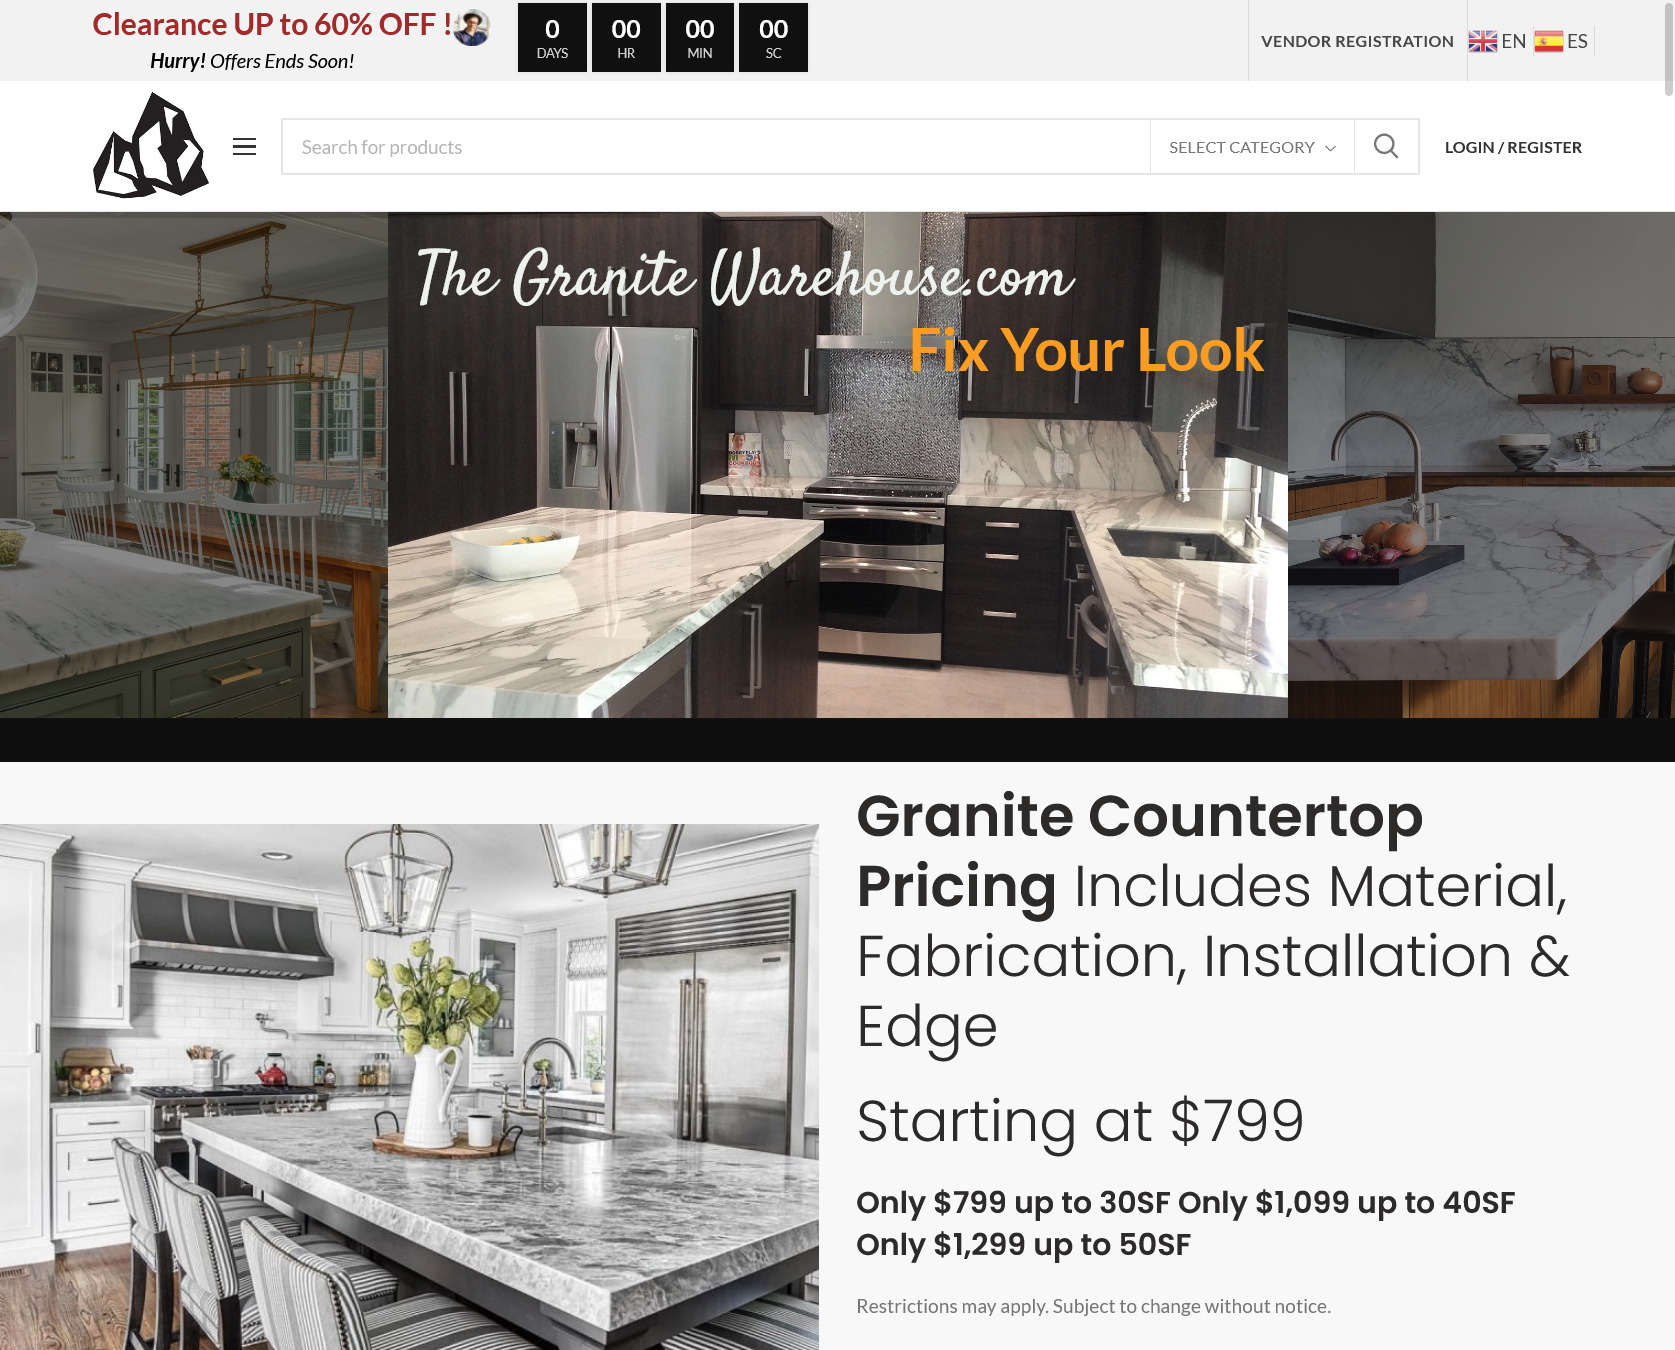 Clearance UP to 60% OFF !
Hurry! Offers Ends Soon!
0
DAYS
00
HR
00
MIN
00
SC
VENDOR REGISTRATION
EN
ES
Search for products
SELECT CATEGORY
LOGIN / REGISTER
The Granite Warehouse.com
Fix Your Look
Granite Countertop
Pricing Includes Material,
Fabrication, Installation &
Edge
Starting at $799
Only $799 up to 30SF Only $1,099 up to 40SF
Only $1,299 up to 50SF
Restrictions may apply. Subject to change without notice.